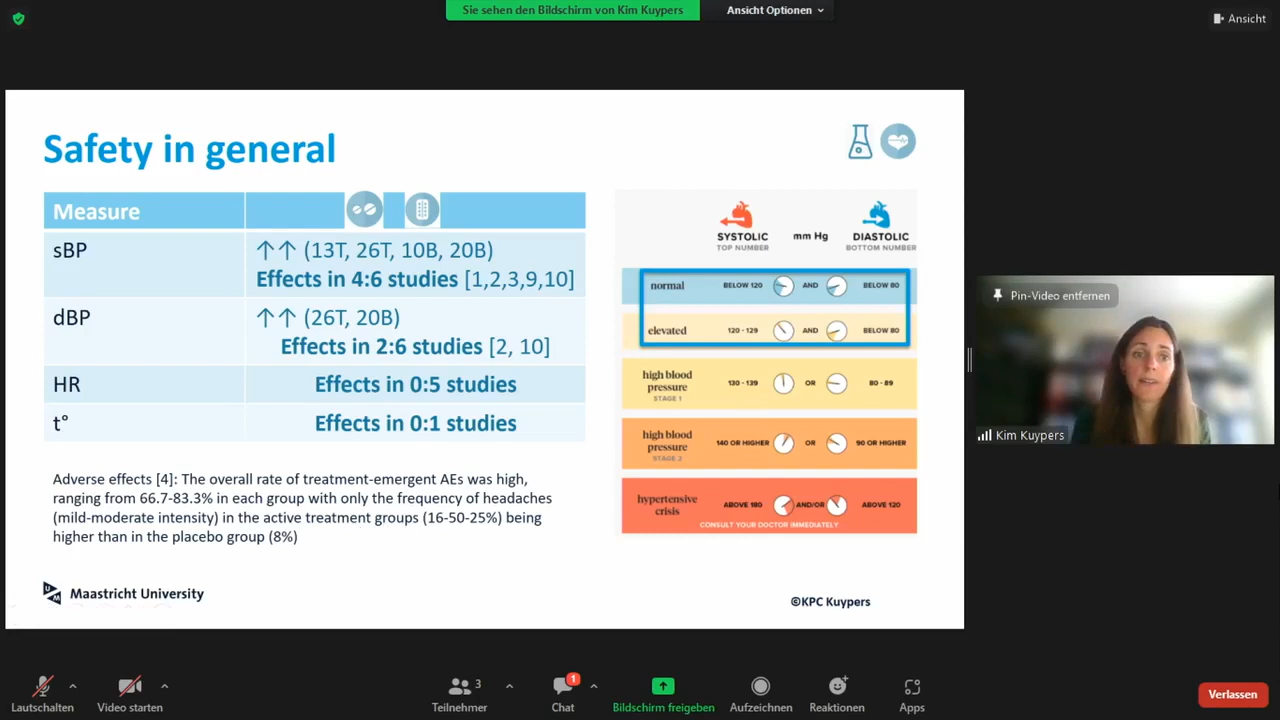 Sie sehen den Bildschirm von Kim Kuypers
Ansicht Optionen
Ansicht
Safety in general
Measure
sBP
↑↑ (13T, 26T, 10B, 20B)
Effects in 4:6 studies [1,2,3,9,10]
dBP
↑↑ (26T, 20B)
Effects in 2:6 studies [2, 10]
HR
Effects in 0:5 studies
t°
Effects in 0:1 studies
Adverse effects [4]: The overall rate of treatment-emergent AEs was high,
ranging from 66.7-83.3% in each group with only the frequency of headaches
(mild-moderate intensity) in the active treatment groups (16-50-25%) being
higher than in the placebo group (8%)
Maastricht University
SYSTOLIC
TOP NUMBER
mm Hg
DIASTOLIC
BOTTOM NUMBER
normal BELOW 120 AND BELOW 80
elevated 120 - 129 AND BELOW 80
high blood
pressure
STAGE 1
130 - 139 OR 80 - 89
high blood
pressure
STAGE 2
140 OR HIGHER OR 90 OR HIGHER
hypertensive
crisis
ABOVE 180 AND/OR ABOVE 120
CONSULT YOUR DOCTOR IMMEDIATELY
©KPC Kuypers
Pin-Video entfernen
Kim Kuypers
Lautschalten
Video starten
Teilnehmer
3
Chat
1
Bildschirm freigeben
Aufzeichnen
Reaktionen
Apps
Verlassen